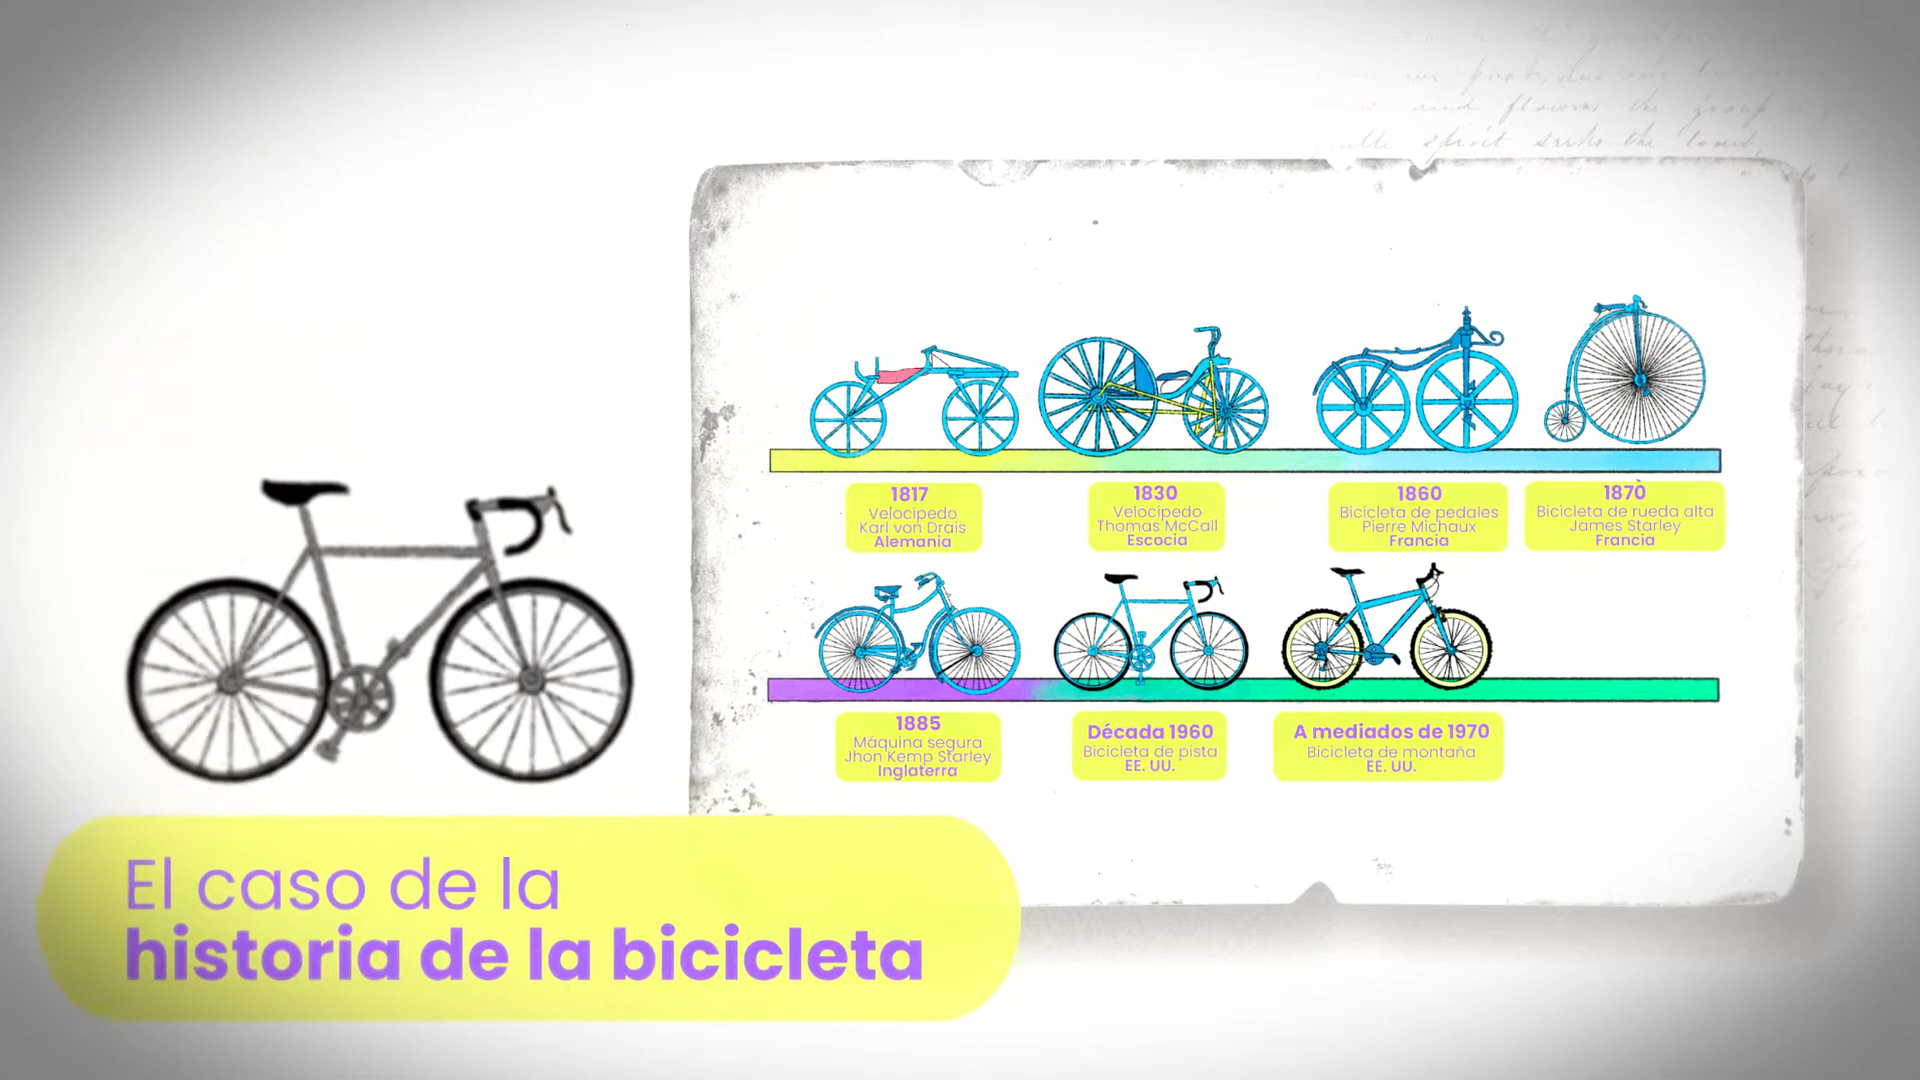 1817
Velocipedo
Karl von Drais
Alemania
1830
Velocipedo
Thomas McCall
Escocia
1860
Bicicleta de pedales
Pierre Michaux
Francia
1870
Bicicleta de rueda alta
James Starley
Francia
1885
Máquina segura
Jhon Kemp Starley
Inglaterra
Década 1960
Bicicleta de pista
EE. UU.
A mediados de 1970
Bicicleta de montaña
EE. UU.
El caso de la
historia de la bicicleta